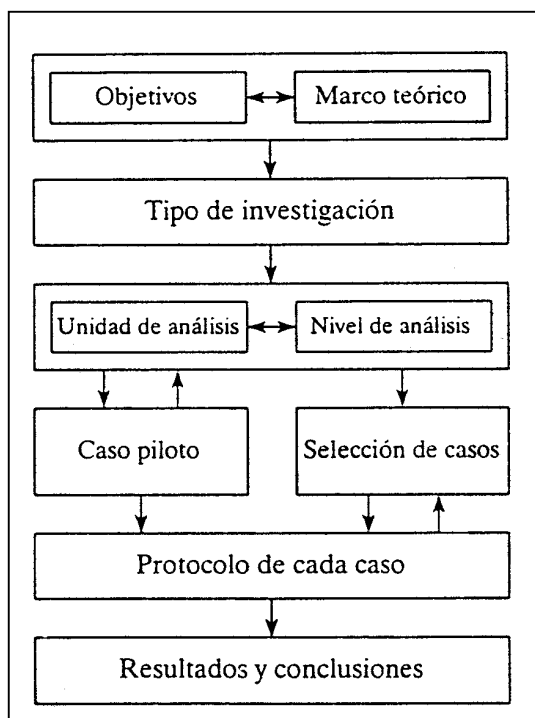 Objetivos
Marco teórico
Tipo de investigación
Unidad de análisis
Nivel de análisis
Caso piloto
Selección de casos
Protocolo de cada caso
Resultados y conclusiones